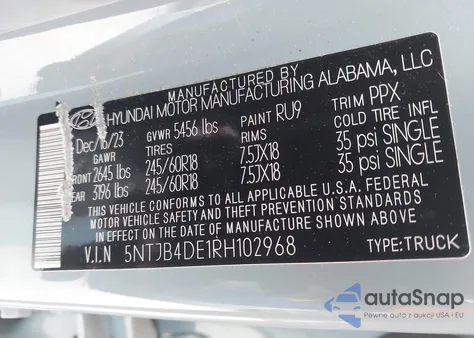 MANUFACTURED BY
HYUNDAI MOTOR MANUFACTURING ALABAMA, LLC
Dec/16/23 GVWR 5456 lbs PAINT RU9 TRIM PPX
GAWR TIRES RIMS COLD TIRE INFL
FRONT 2645 lbs 245/60R18 7.5JX18 35 psi SINGLE
REAR 3196 lbs 245/60R18 7.5JX18 35 psi SINGLE
THIS VEHICLE CONFORMS TO ALL APPLICABLE U.S.A. FEDERAL
MOTOR VEHICLE SAFETY AND THEFT PREVENTION STANDARDS
IN EFFECT ON THE DATE OF MANUFACTURE SHOWN ABOVE.
V.I.N 5NTJB4DE1RH102968 TYPE:TRUCK
autoSnap
Pewne auta z aukcji USA i EU